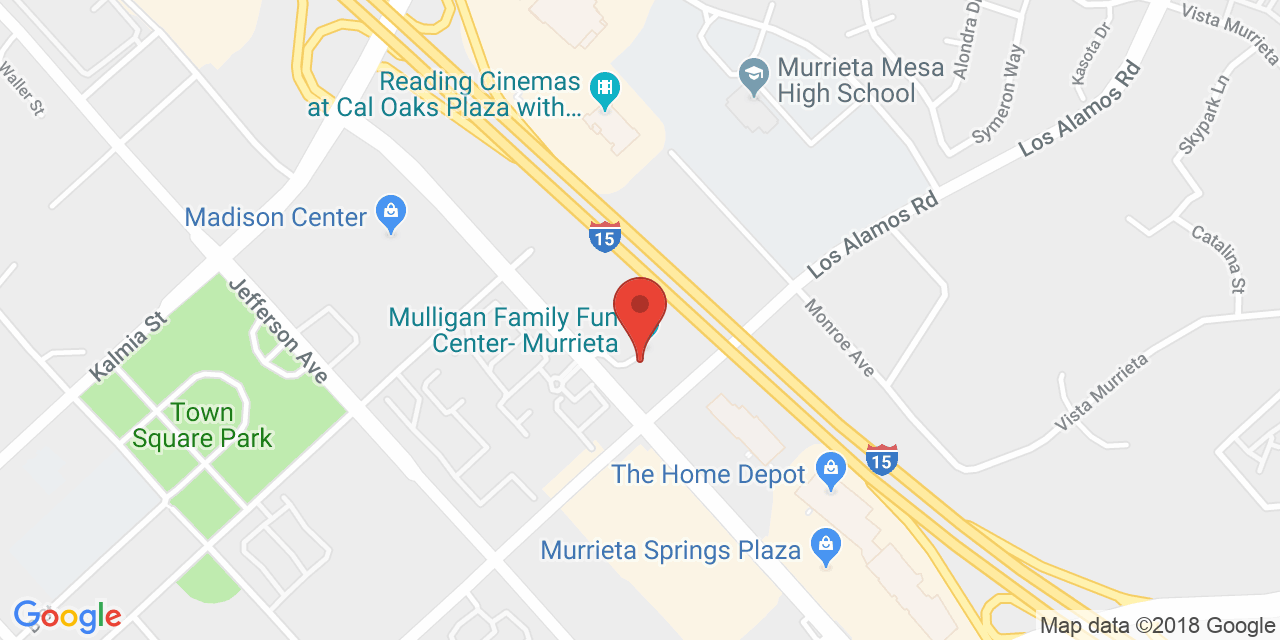 Vista Murrieta
Alondra Dr
Kasota Dr
Symeron Way
Skypark Ln
Waller St
Reading Cinemas
at Cal Oaks Plaza with...
Murrieta Mesa
High School
Los Alamos Rd
Los Alamos Rd
15
Madison Center
Catalina St
Jefferson Ave
Kalmia St
Mulligan Family Fun
Center- Murrieta
Monroe Ave
Vista Murrieta
Town
Square Park
15
The Home Depot
Murrieta Springs Plaza
Google
Map data ©2018 Google